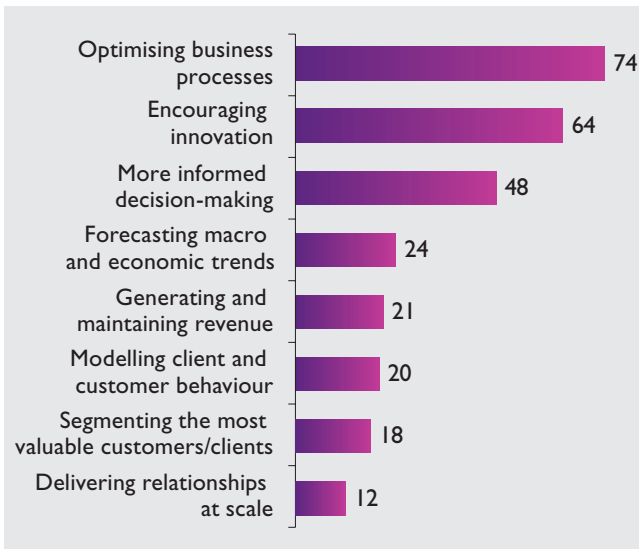 Optimising business
processes
74
Encouraging
innovation
64
More informed
decision-making
48
Forecasting macro
and economic trends
24
Generating and
maintaining revenue
21
Modelling client and
customer behaviour
20
Segmenting the most
valuable customers/clients
18
Delivering relationships
at scale
12